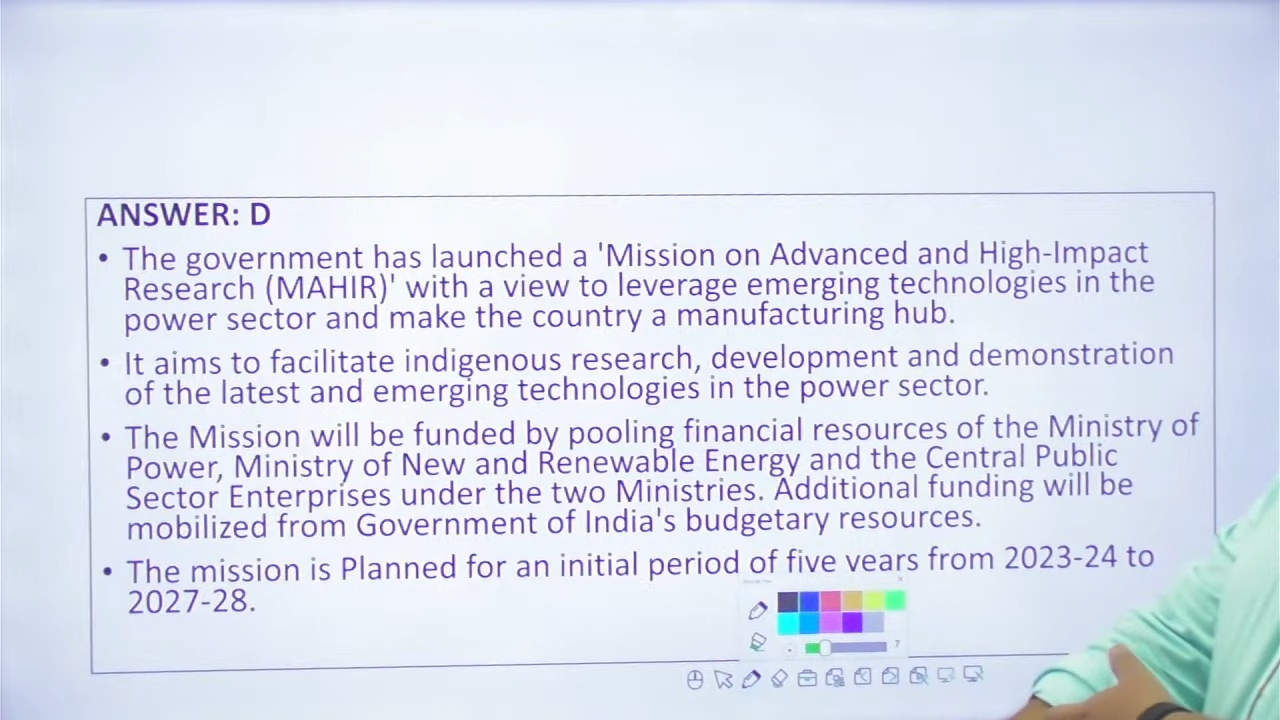 ANSWER: D
• The government has launched a 'Mission on Advanced and High-Impact
Research (MAHIR)' with a view to leverage emerging technologies in the
power sector and make the country a manufacturing hub.
• It aims to facilitate indigenous research, development and demonstration
of the latest and emerging technologies in the power sector.
• The Mission will be funded by pooling financial resources of the Ministry of
Power, Ministry of New and Renewable Energy and the Central Public
Sector Enterprises under the two Ministries. Additional funding will be
mobilized from Government of India's budgetary resources.
• The mission is Planned for an initial period of five years from 2023-24 to
2027-28.
7